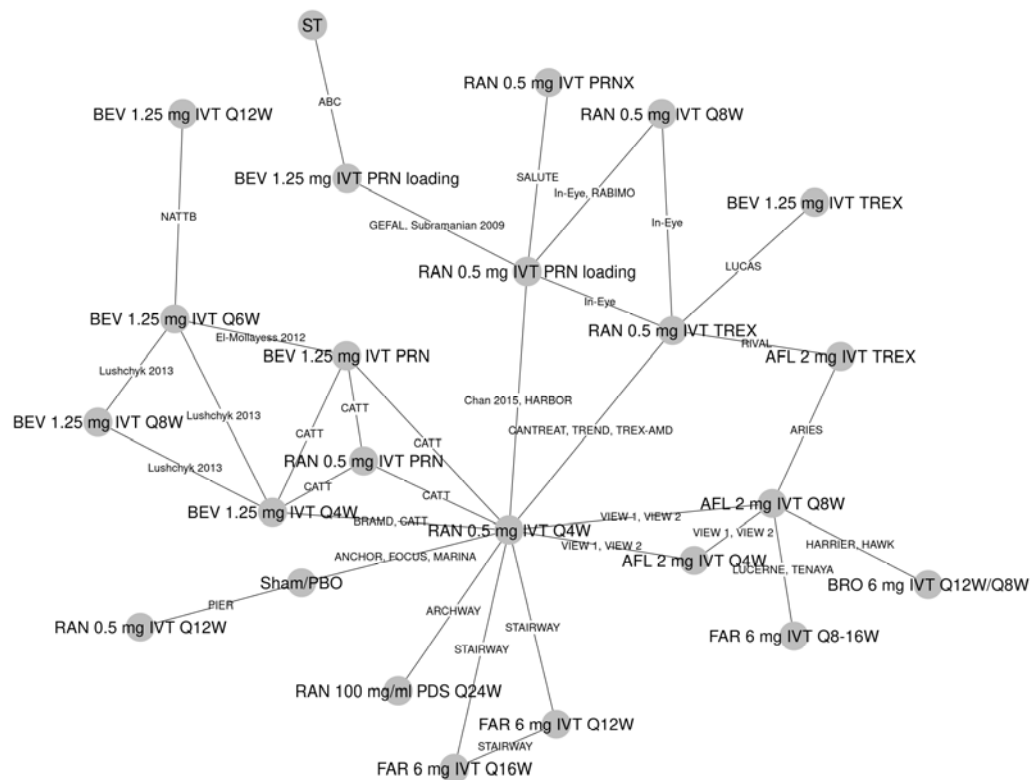 ST
RAN 0.5 mg IVT PRNX
ABC
BEV 1.25 mg IVT Q12W
RAN 0.5 mg IVT Q8W
BEV 1.25 mg IVT PRN loading
SALUTE
In-Eye, RABIMO
BEV 1.25 mg IVT TREX
NATTB
GEFAL, Subramanian 2009
In-Eye
LUCAS
RAN 0.5 mg IVT PRN loading
In-Eye
BEV 1.25 mg IVT Q6W
El-Mollayess 2012
RAN 0.5 mg IVT TREX
RIVAL
BEV 1.25 mg IVT PRN
AFL 2 mg IVT TREX
Lushchyk 2013
Chan 2015, HARBOR
CATT
Lushchyk 2013
BEV 1.25 mg IVT Q8W
CANTREAT, TREND, TREX-AMD
ARIES
CATT
CATT
RAN 0.5 mg IVT PRN
Lushchyk 2013
CATT
CATT
AFL 2 mg IVT Q8W
BEV 1.25 mg IVT Q4W
BRAMD, CATT
RAN 0.5 mg IVT Q4W
VIEW 1, VIEW 2
VIEW 1, VIEW 2
VIEW 1, VIEW 2
HARRIER, HAWK
ANCHOR, FOCUS, MARINA
AFL 2 mg IVT Q4W
LUCERNE, TENAYA
Sham/PBO
BRO 6 mg IVT Q12W/Q8W
PIER
ARCHWAY
RAN 0.5 mg IVT Q12W
STAIRWAY
FAR 6 mg IVT Q8-16W
STAIRWAY
RAN 100 mg/ml PDS Q24W
FAR 6 mg IVT Q12W
STAIRWAY
FAR 6 mg IVT Q16W